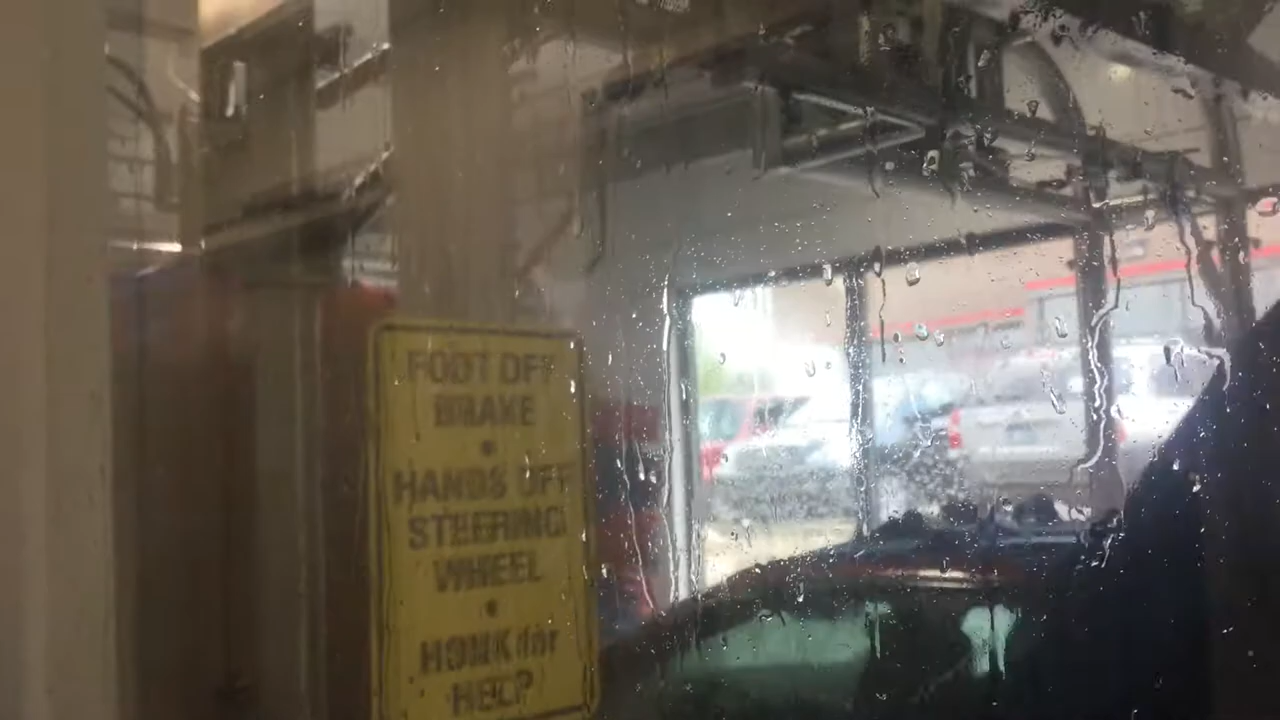 FOOT OFF
BRAKE
•
HANDS OFF
STEERING
WHEEL
•
HONK for
HELP